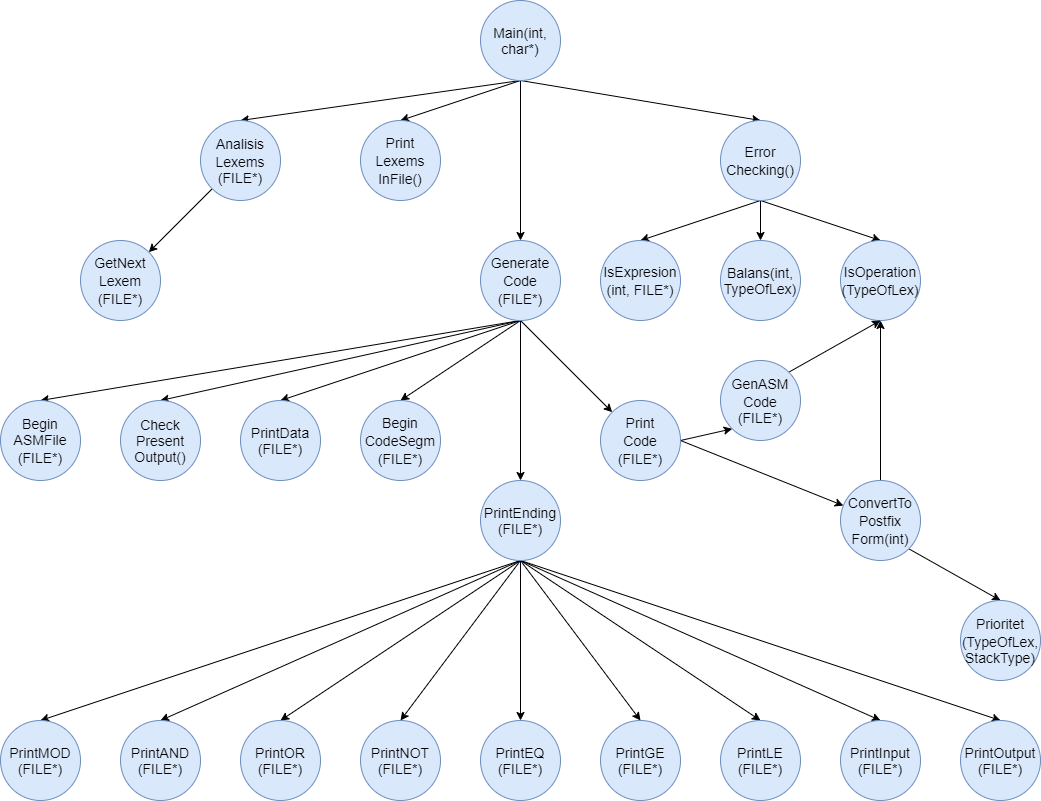 Main(int,
char*)
Analisis
Lexems
(FILE*)
Print
Lexems
InFile()
Error
Checking()
GetNext
Lexem
(FILE*)
Generate
Code
(FILE*)
IsExpresion
(int, FILE*)
Balans(int,
TypeOfLex)
IsOperation
(TypeOfLex)
Begin
ASMFile
(FILE*)
Check
Present
Output()
PrintData
(FILE*)
Begin
CodeSegm
(FILE*)
Print
Code
(FILE*)
GenASM
Code
(FILE*)
PrintEnding
(FILE*)
ConvertTo
Postfix
Form(int)
Prioritet
(TypeOfLex,
StackType)
PrintMOD
(FILE*)
PrintAND
(FILE*)
PrintOR
(FILE*)
PrintNOT
(FILE*)
PrintEQ
(FILE*)
PrintGE
(FILE*)
PrintLE
(FILE*)
PrintInput
(FILE*)
PrintOutput
(FILE*)